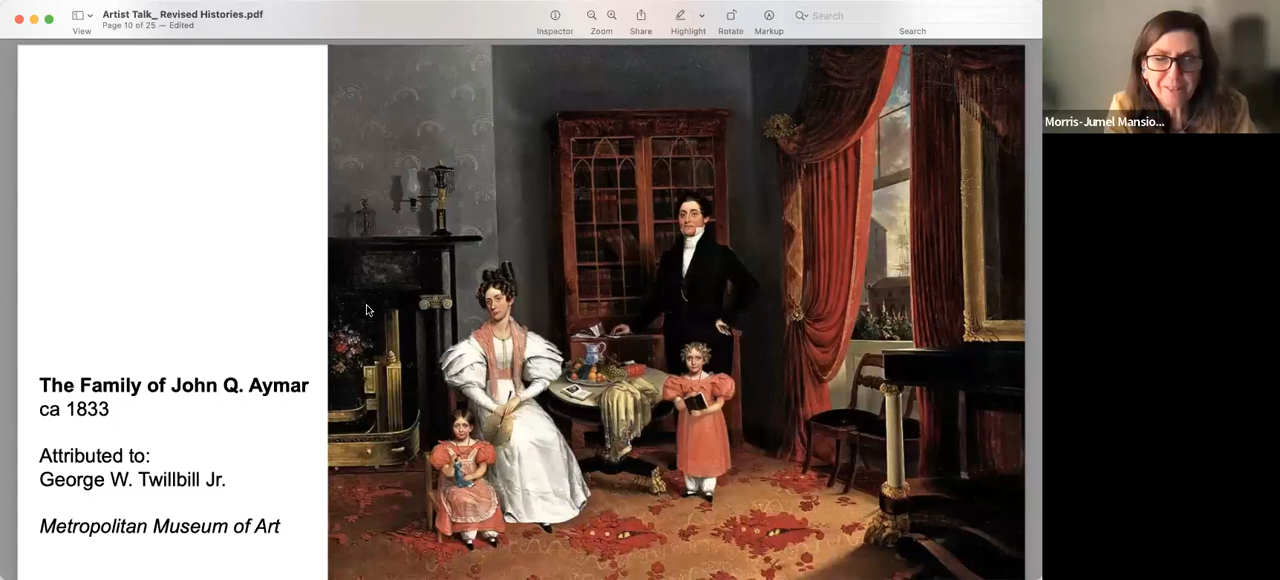 Artist Talk_ Revised Histories.pdf
Page 10 of 25 — Edited
View
Inspector
Zoom
Share
Highlight
Rotate
Markup
Search
Search
Morris-Jumel Mansio...
The Family of John Q. Aymar
ca 1833
Attributed to:
George W. Twillbill Jr.
Metropolitan Museum of Art